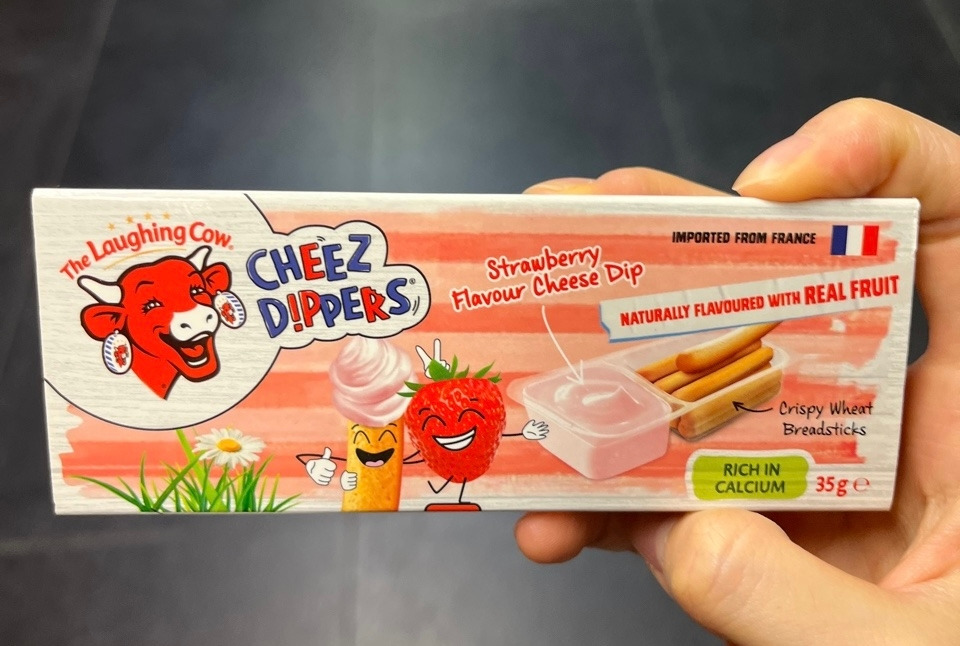 The Laughing Cow®
CHEEZ
DIPPERS®
Strawberry
Flavour Cheese Dip
IMPORTED FROM FRANCE
NATURALLY FLAVOURED WITH REAL FRUIT
Crispy Wheat
Breadsticks
RICH IN
CALCIUM
35g ℮